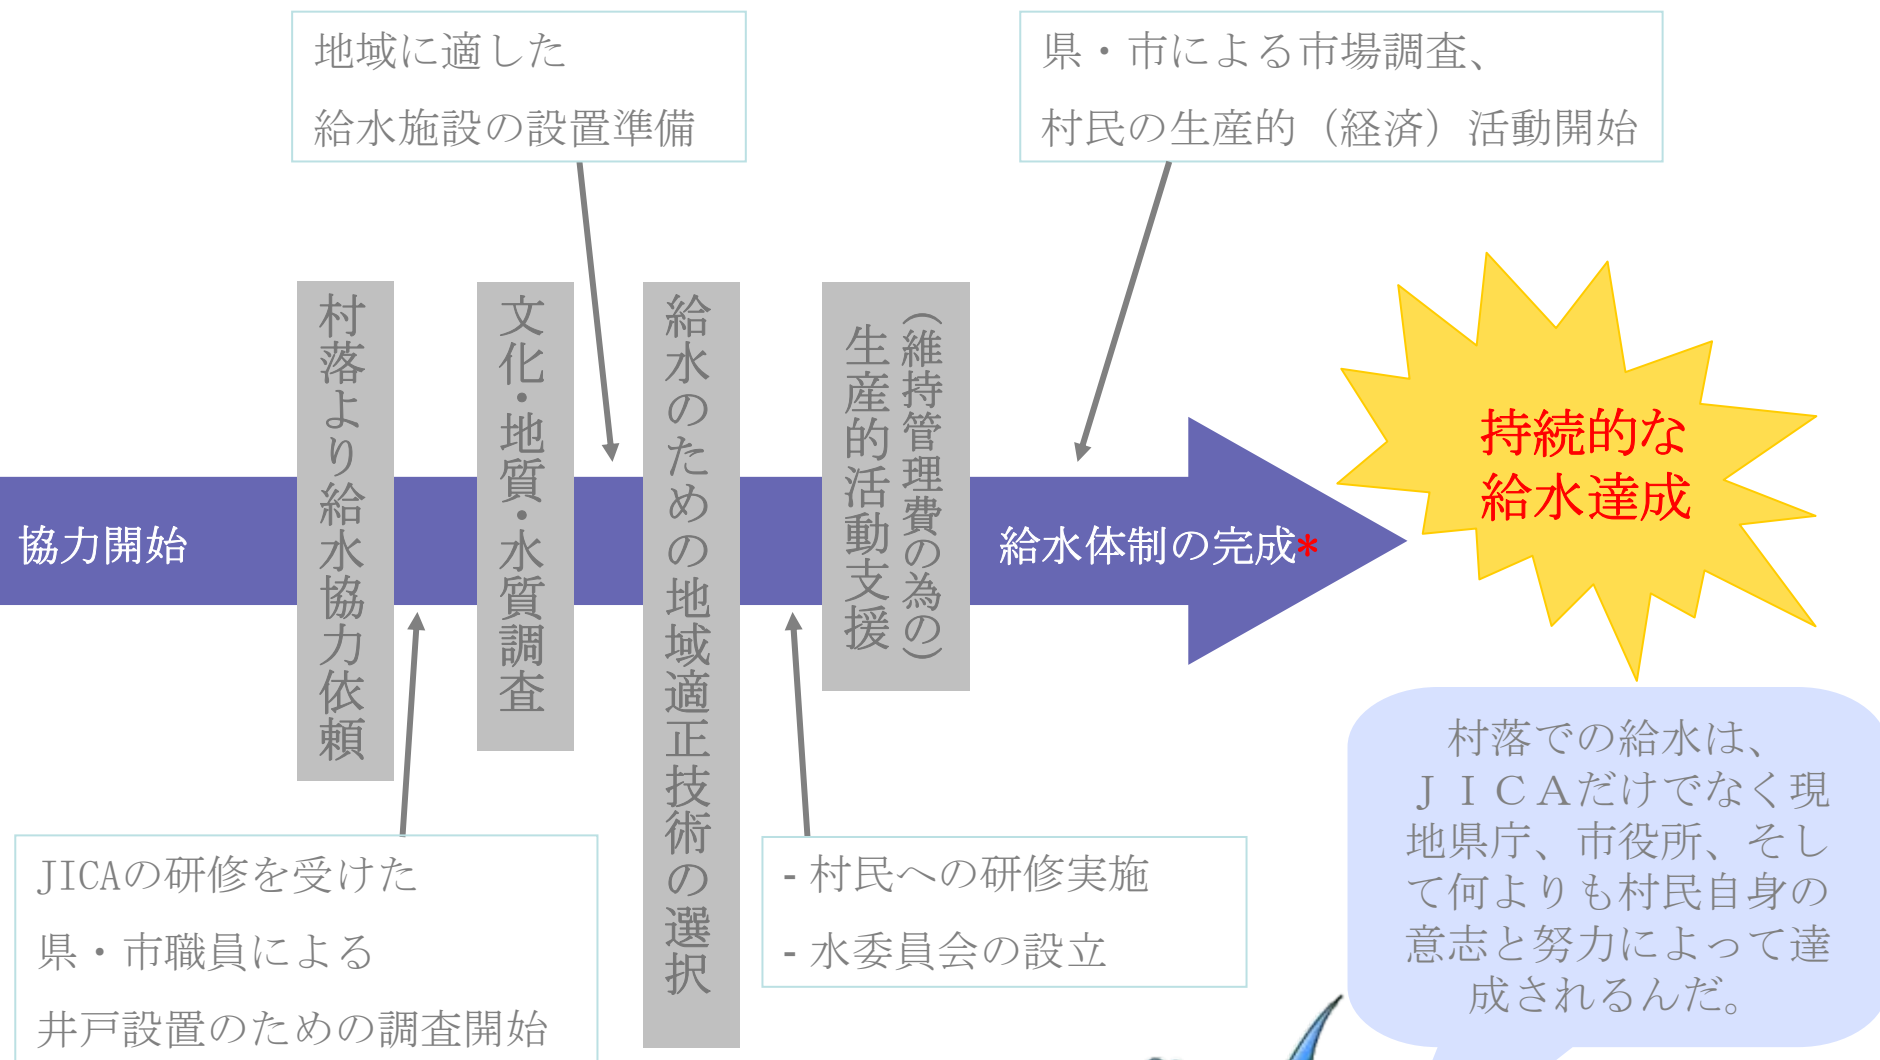 地域に適した
給水施設の設置準備
県・市による市場調査、
村民の生産的（経済）活動開始
協力開始
村落より給水協力依頼
文化・地質・水質調査
給水のための地域適正技術の選択
（維持管理費の為の）
生産的活動支援
給水体制の完成*
持続的な
給水達成
JICAの研修を受けた
県・市職員による
井戸設置のための調査開始
- 村民への研修実施
- 水委員会の設立
村落での給水は、
ＪＩＣＡだけでなく現
地県庁、市役所、そし
て何よりも村民自身の
意志と努力によって達
成されるんだ。